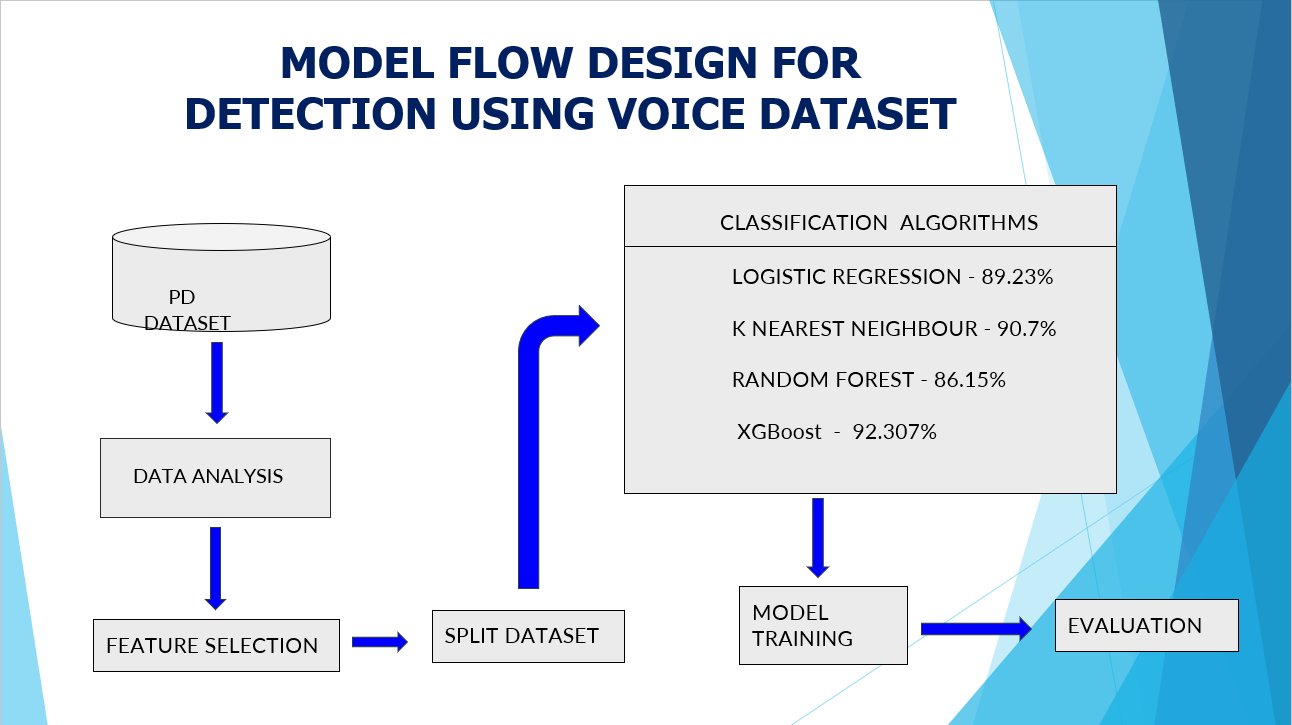 MODEL FLOW DESIGN FOR
DETECTION USING VOICE DATASET
PD
DATASET
DATA ANALYSIS
FEATURE SELECTION
SPLIT DATASET
CLASSIFICATION ALGORITHMS
LOGISTIC REGRESSION - 89.23%
K NEAREST NEIGHBOUR - 90.7%
RANDOM FOREST - 86.15%
XGBoost - 92.307%
MODEL
TRAINING
EVALUATION